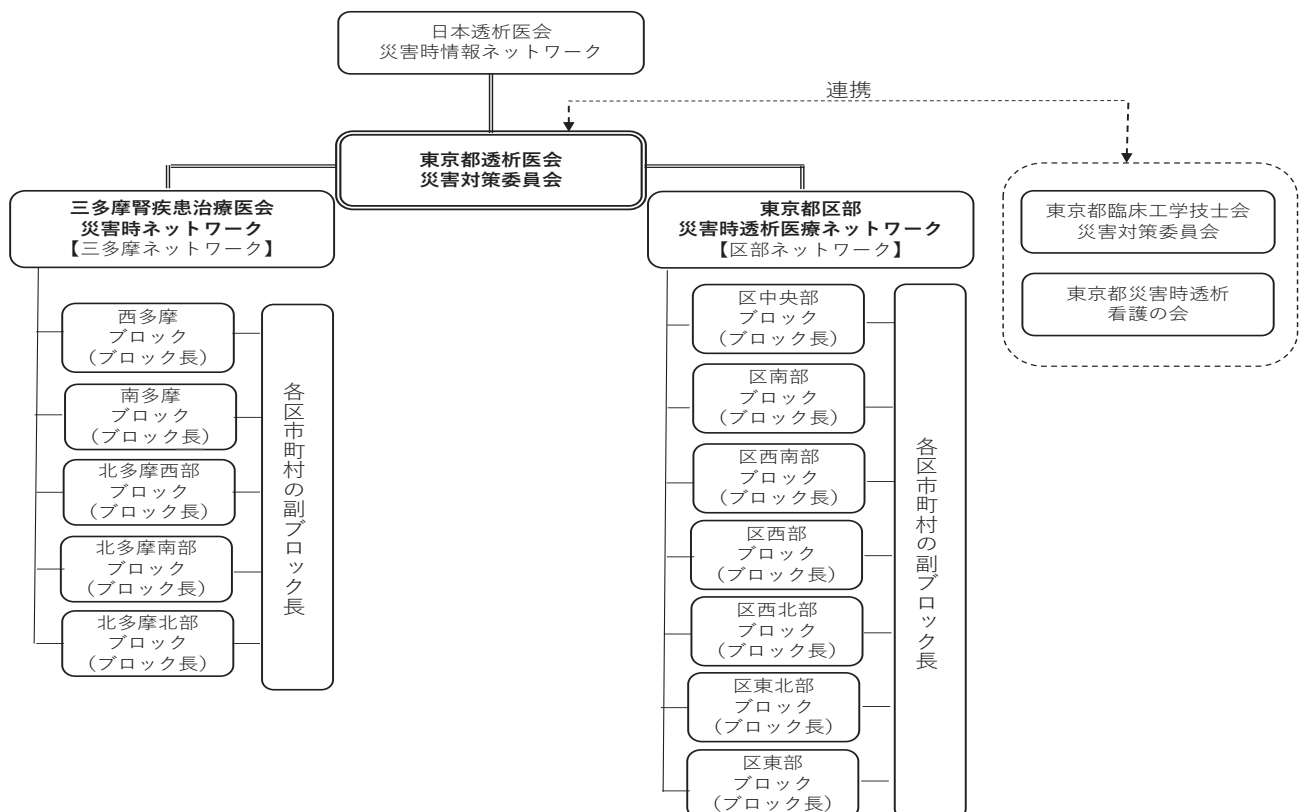 日本透析医会
災害時情報ネットワーク
連携
東京都透析医会
災害対策委員会
三多摩腎疾患治療医会
災害時ネットワーク
【三多摩ネットワーク】
東京都区部
災害時透析医療ネットワーク
【区部ネットワーク】
東京都臨床工学技士会
災害対策委員会
東京都災害時透析
看護の会
西多摩
ブロック
(ブロック長)
南多摩
ブロック
(ブロック長)
北多摩西部
ブロック
(ブロック長)
北多摩南部
ブロック
(ブロック長)
北多摩北部
ブロック
(ブロック長)
各区市町村の副ブロック長
区中央部
ブロック
(ブロック長)
区南部
ブロック
(ブロック長)
区西南部
ブロック
(ブロック長)
区西部
ブロック
(ブロック長)
区西北部
ブロック
(ブロック長)
区東北部
ブロック
(ブロック長)
区東部
ブロック
(ブロック長)
各区市町村の副ブロック長